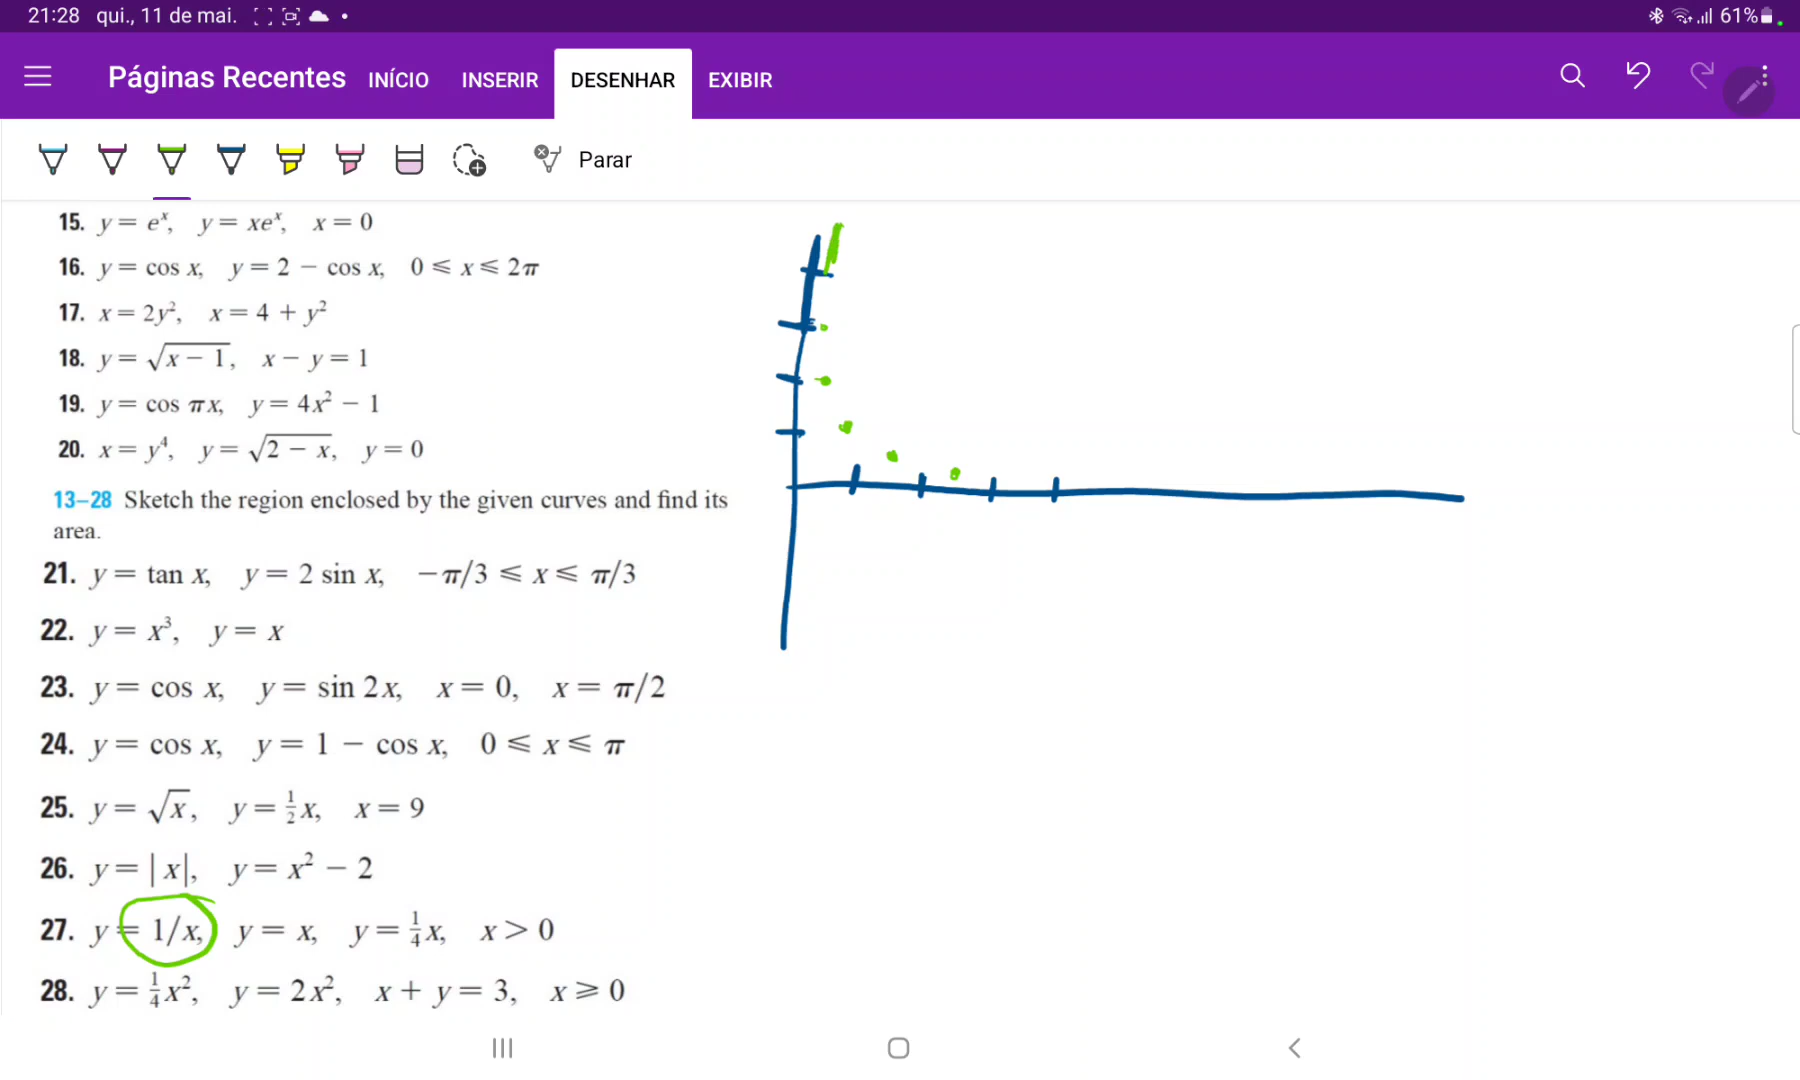 21:28 qui., 11 de mai. 61%
Páginas Recentes INÍCIO INSERIR DESENHAR EXIBIR
Parar
15. y = eˣ, y = xeˣ, x = 0
16. y = cos x, y = 2 − cos x, 0 ⩽ x ⩽ 2π
17. x = 2y², x = 4 + y²
18. y = √(x − 1), x − y = 1
19. y = cos πx, y = 4x² − 1
20. x = y⁴, y = √(2 − x), y = 0
13–28 Sketch the region enclosed by the given curves and find its
area.
21. y = tan x, y = 2 sin x, −π/3 ⩽ x ⩽ π/3
22. y = x³, y = x
23. y = cos x, y = sin 2x, x = 0, x = π/2
24. y = cos x, y = 1 − cos x, 0 ⩽ x ⩽ π
25. y = √x, y = ½x, x = 9
26. y = |x|, y = x² − 2
27. y = 1/x, y = x, y = ¼x, x > 0
28. y = ¼x², y = 2x², x + y = 3, x ⩾ 0